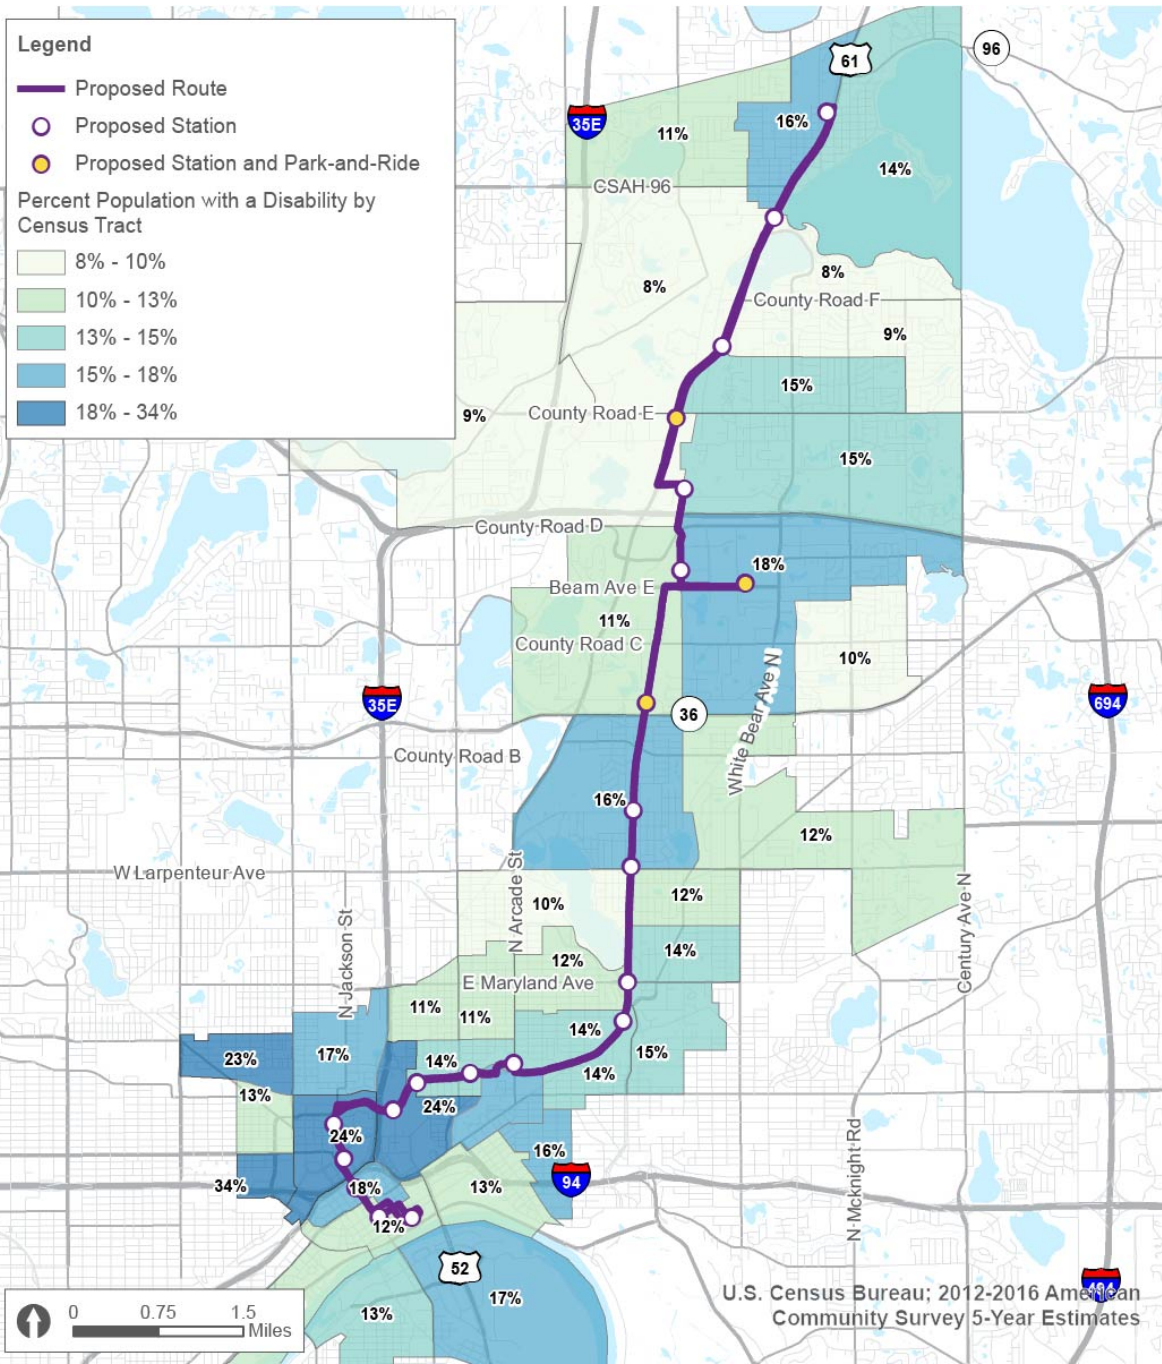 Legend
Proposed Route
Proposed Station
Proposed Station and Park-and-Ride
Percent Population with a Disability by
Census Tract
8% - 10%
10% - 13%
13% - 15%
15% - 18%
18% - 34%
61
96
35E
16%
11%
14%
CSAH 96
8%
8%
County Road F
9%
15%
County Road E
9%
15%
County Road D
18%
Beam Ave E
11%
County Road C
10%
35E
694
36
White Bear Ave N
County Road B
16%
12%
W Larpenteur Ave
N Arcade St
10%
12%
Century Ave N
N Jackson St
14%
12%
E Maryland Ave
11%
11%
14%
17%
23%
14%
15%
14%
13%
24%
24%
N Mcknight Rd
16%
34%
18%
13%
94
12%
52
17%
13%
494
0 0.75 1.5
Miles
U.S. Census Bureau; 2012-2016 American
Community Survey 5-Year Estimates